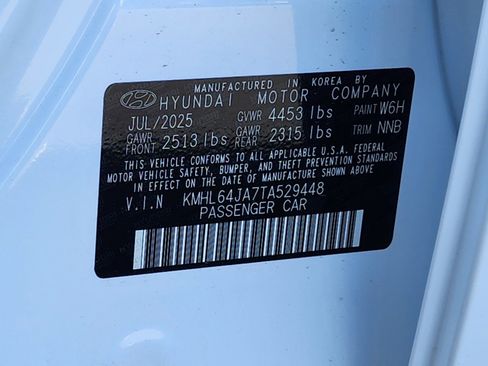 MANUFACTURED IN KOREA BY
HYUNDAI MOTOR COMPANY
JUL/2025 GVWR 4453 lbs PAINT W6H
GAWR FRONT 2513 lbs GAWR REAR 2315 lbs TRIM NNB
THIS VEHICLE CONFORMS TO ALL APPLICABLE U.S.A. FEDERAL
MOTOR VEHICLE SAFETY, BUMPER, AND THEFT PREVENTION
STANDARDS IN EFFECT ON THE DATE OF MANUFACTURE SHOWN ABOVE
V.I.N KMHL64JA7TA529448
PASSENGER CAR